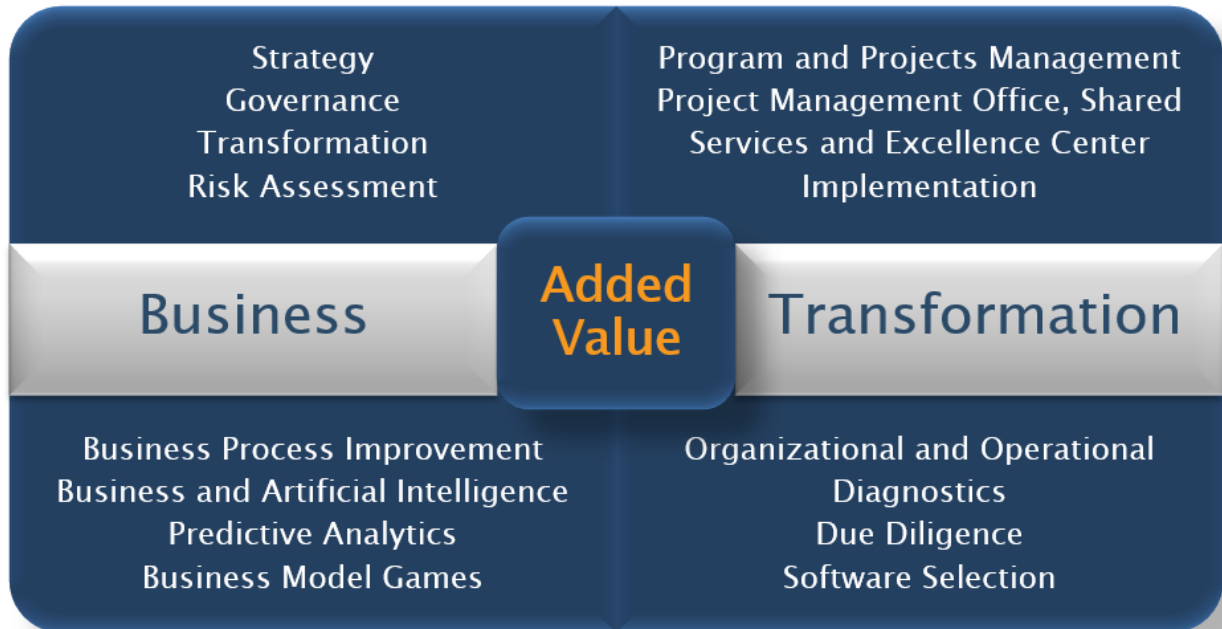 Strategy
Governance
Transformation
Risk Assessment
Program and Projects Management
Project Management Office, Shared
Services and Excellence Center
Implementation
Business
Added
Value
Transformation
Business Process Improvement
Business and Artificial Intelligence
Predictive Analytics
Business Model Games
Organizational and Operational
Diagnostics
Due Diligence
Software Selection